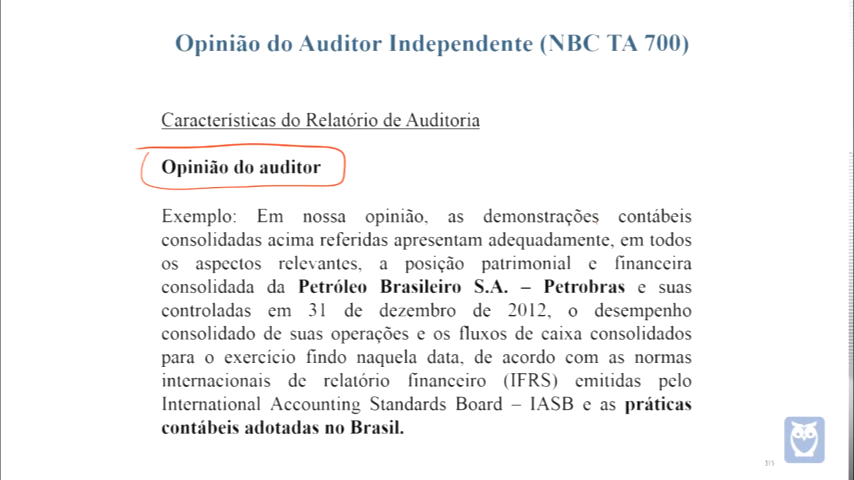 Opinião do Auditor Independente (NBC TA 700)
Características do Relatório de Auditoria
Opinião do auditor
Exemplo: Em nossa opinião, as demonstrações contábeis
consolidadas acima referidas apresentam adequadamente, em todos
os aspectos relevantes, a posição patrimonial e financeira
consolidada da Petróleo Brasileiro S.A. – Petrobras e suas
controladas em 31 de dezembro de 2012, o desempenho
consolidado de suas operações e os fluxos de caixa consolidados
para o exercício findo naquela data, de acordo com as normas
internacionais de relatório financeiro (IFRS) emitidas pelo
International Accounting Standards Board – IASB e as práticas
contábeis adotadas no Brasil.